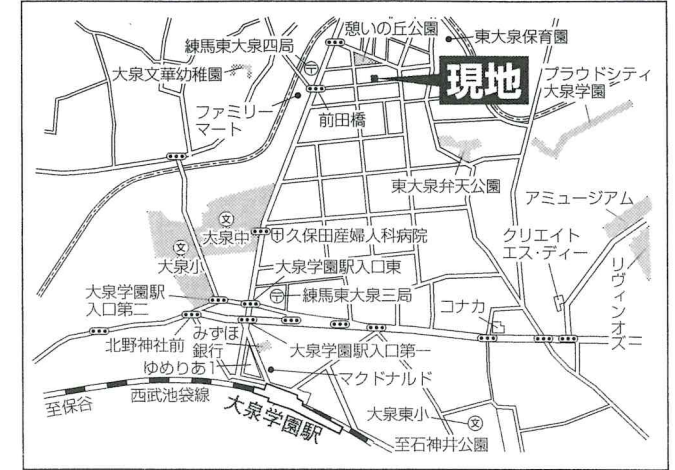 憩いの丘公園
東大泉保育園
練馬東大泉四局
大泉文華幼稚園
現地
プラウドシティ
大泉学園
ファミリー
マート
前田橋
東大泉弁天公園
アミュージアム
大泉中
久保田産婦人科病院
クリエイト
エス・ディー
大泉小
大泉学園駅入口東
リヴィンオズ
大泉学園駅
入口第二
練馬東大泉三局
コナカ
北野神社前
みずほ
銀行
大泉学園駅入口第一
ゆめりあ1
マクドナルド
至保谷
西武池袋線
大泉学園駅
大泉東小
至石神井公園